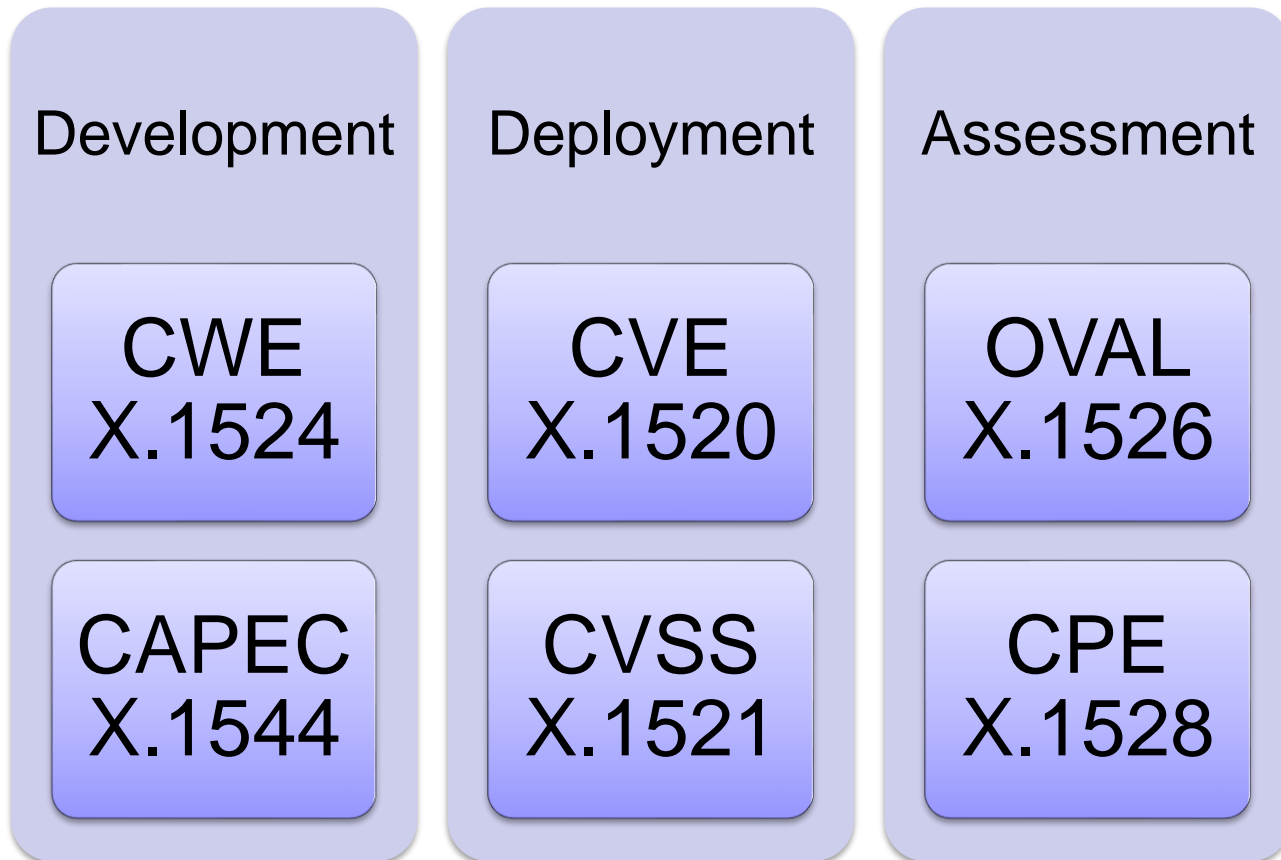 Development
CWE
X.1524
CAPEC
X.1544
Deployment
CVE
X.1520
CVSS
X.1521
Assessment
OVAL
X.1526
CPE
X.1528